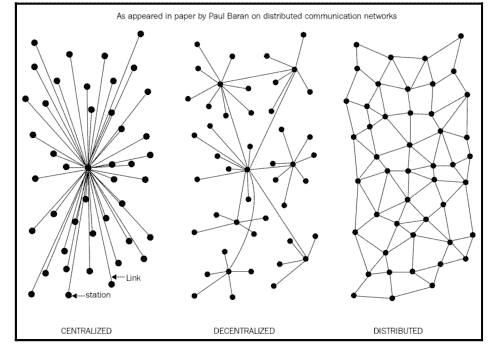 As appeared in paper by Paul Baran on distributed communication networks
Link
station
CENTRALIZED
DECENTRALIZED
DISTRIBUTED